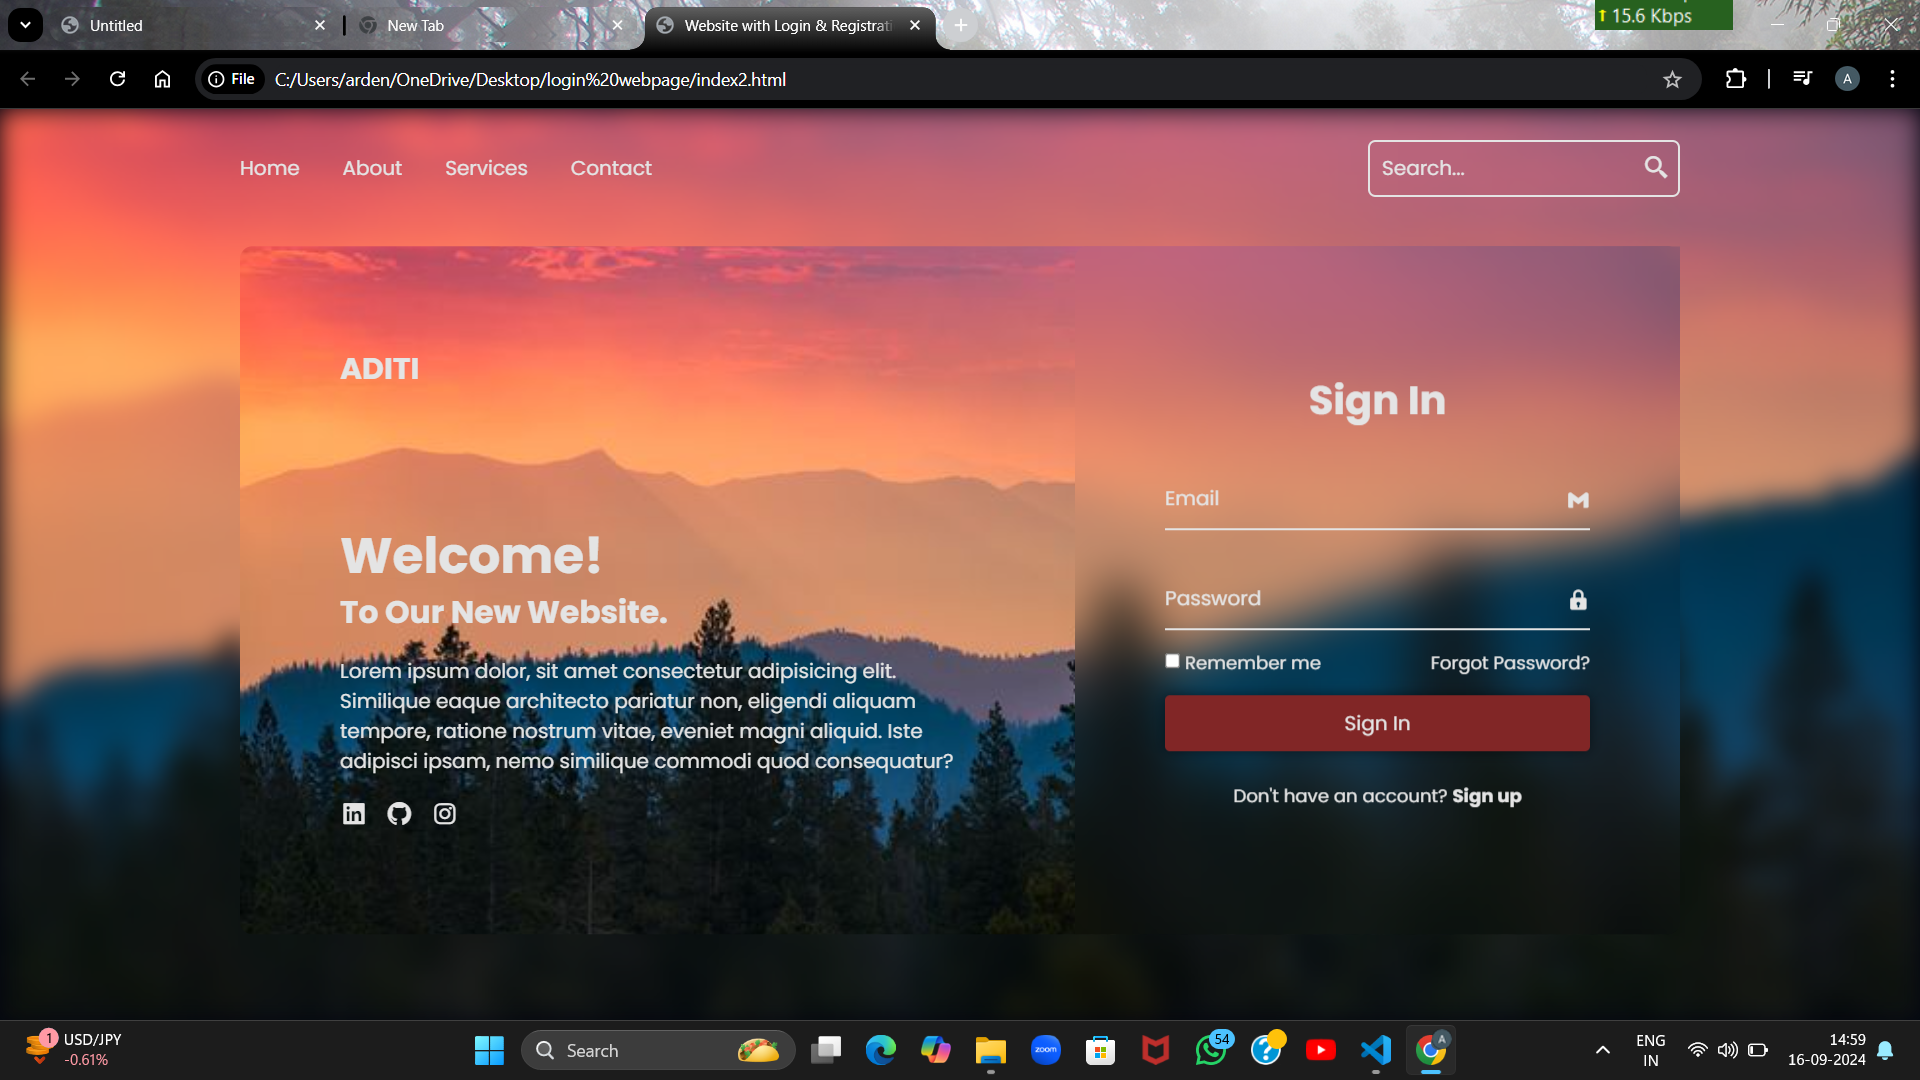 Untitled
New Tab
Website with Login & Registrati
15.6 Kbps
File
C:/Users/arden/OneDrive/Desktop/login%20webpage/index2.html
A
Home
About
Services
Contact
Search...
ADITI
Sign In
Email
Welcome!
To Our New Website.
Password
Lorem ipsum dolor, sit amet consectetur adipisicing elit.
Similique eaque architecto pariatur non, eligendi aliquam
tempore, ratione nostrum vitae, eveniet magni aliquid. Iste
adipisci ipsam, nemo similique commodi quod consequatur?
Remember me
Forgot Password?
Sign In
Don't have an account? Sign up
1
USD/JPY
-0.61%
Search
zoom
54
A
ENG
IN
14:59
16-09-2024